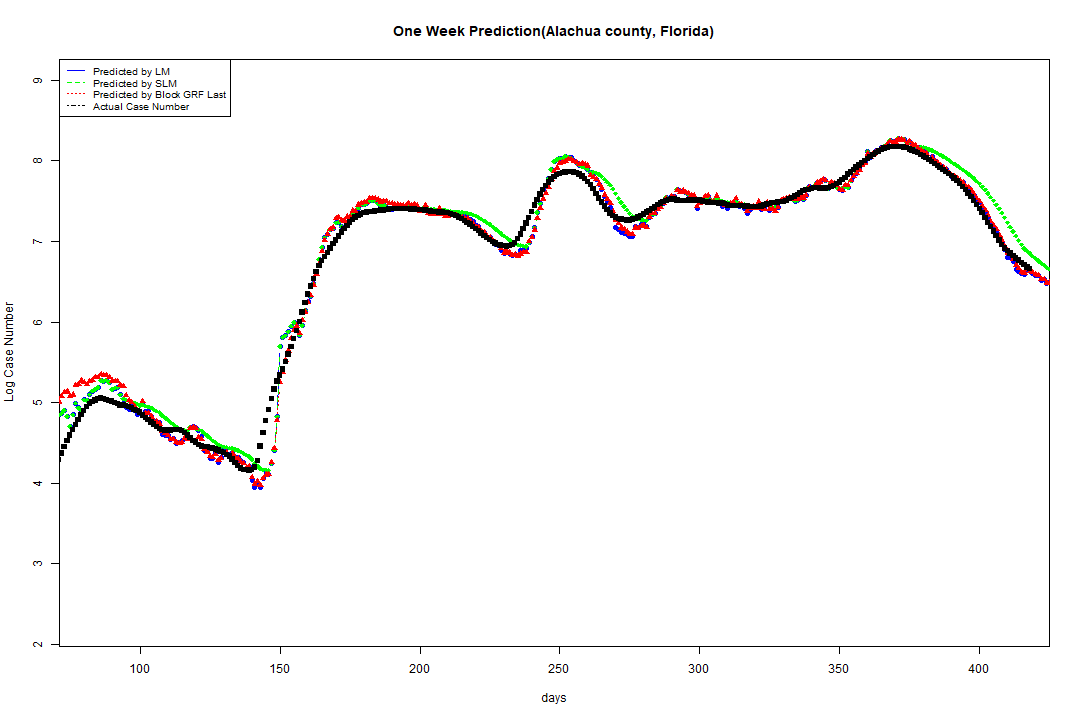 One Week Prediction(Alachua county, Florida)
Predicted by LM
Predicted by SLM
Predicted by Block GRF Last
Actual Case Number
9
8
7
6
5
4
3
2
Log Case Number
100 150 200 250 300 350 400
days